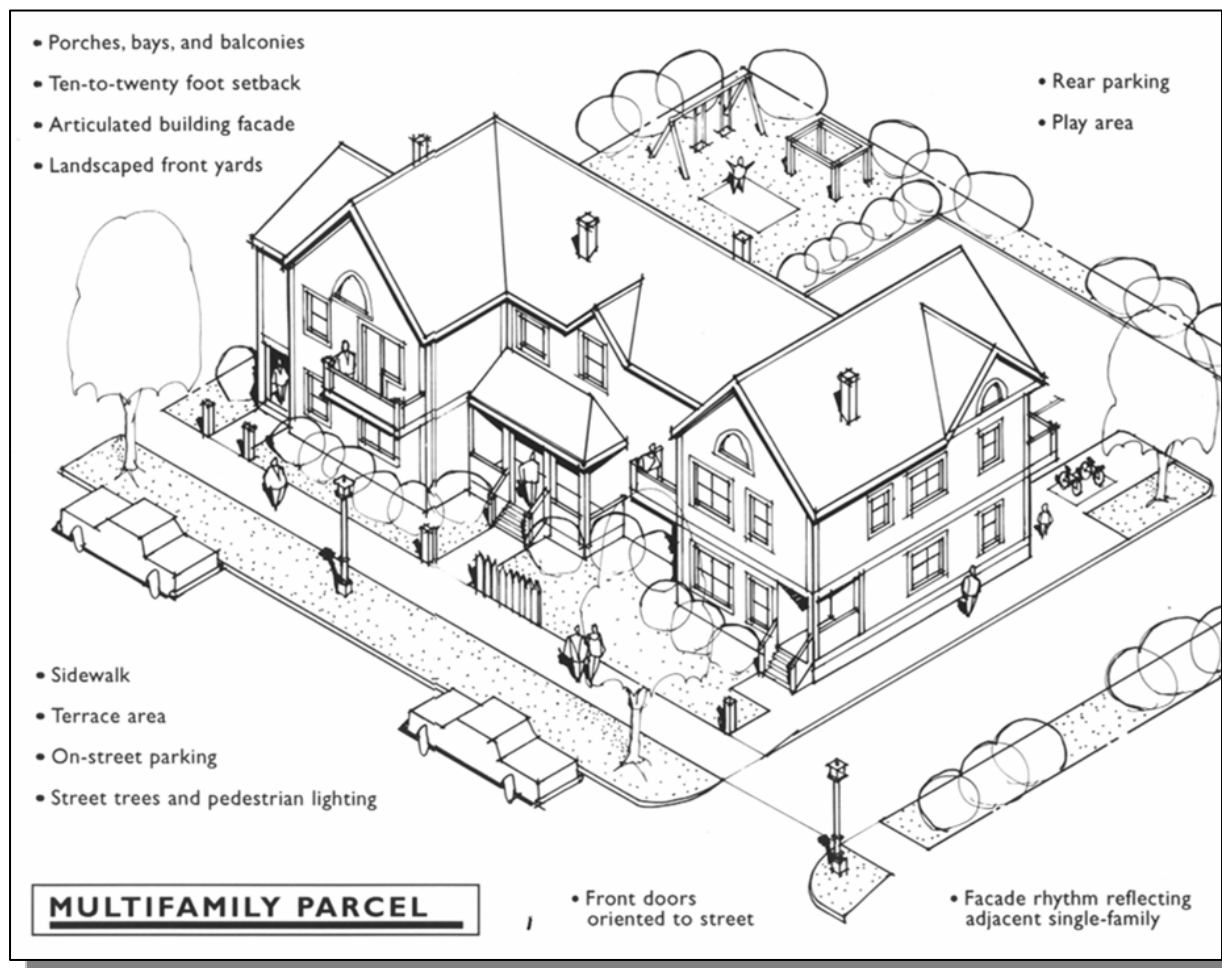 • Porches, bays, and balconies
• Ten-to-twenty foot setback
• Articulated building facade
• Landscaped front yards
• Rear parking
• Play area
• Sidewalk
• Terrace area
• On-street parking
• Street trees and pedestrian lighting
MULTIFAMILY PARCEL
• Front doors
oriented to street
• Facade rhythm reflecting
adjacent single-family